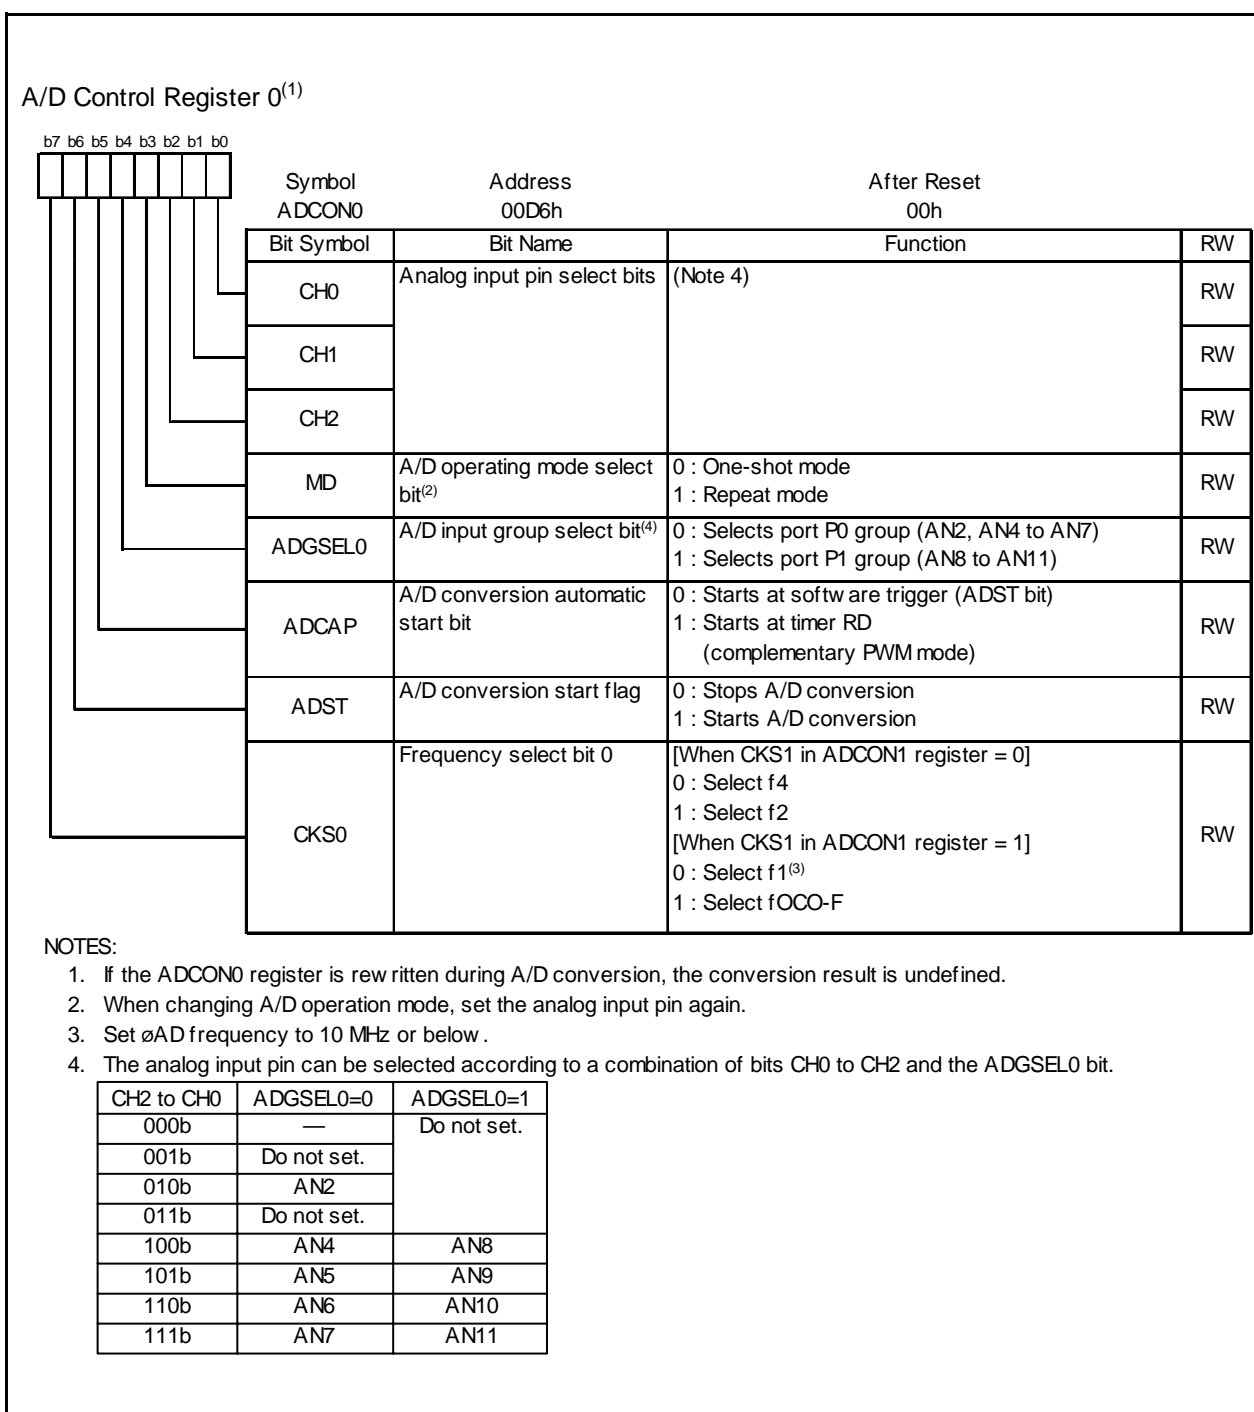 A/D Control Register 0(1)
b7 b6 b5 b4 b3 b2 b1 b0
Symbol Address After Reset
ADCON0 00D6h 00h
Bit Symbol Bit Name Function RW
CH0 Analog input pin select bits (Note 4) RW
CH1 RW
CH2 RW
MD A/D operating mode select bit(2) 0 : One-shot mode RW
1 : Repeat mode
ADGSEL0 A/D input group select bit(4) 0 : Selects port P0 group (AN2, AN4 to AN7) RW
1 : Selects port P1 group (AN8 to AN11)
ADCAP A/D conversion automatic start bit 0 : Starts at software trigger (ADST bit) RW
1 : Starts at timer RD
(complementary PWM mode)
ADST A/D conversion start flag 0 : Stops A/D conversion RW
1 : Starts A/D conversion
CKS0 Frequency select bit 0 [When CKS1 in ADCON1 register = 0] RW
0 : Select f4
1 : Select f2
[When CKS1 in ADCON1 register = 1]
0 : Select f1(3)
1 : Select fOCO-F
NOTES:
1. If the ADCON0 register is rewritten during A/D conversion, the conversion result is undefined.
2. When changing A/D operation mode, set the analog input pin again.
3. Set øAD frequency to 10 MHz or below.
4. The analog input pin can be selected according to a combination of bits CH0 to CH2 and the ADGSEL0 bit.
CH2 to CH0 ADGSEL0=0 ADGSEL0=1
000b — Do not set.
001b Do not set.
010b AN2
011b Do not set.
100b AN4 AN8
101b AN5 AN9
110b AN6 AN10
111b AN7 AN11